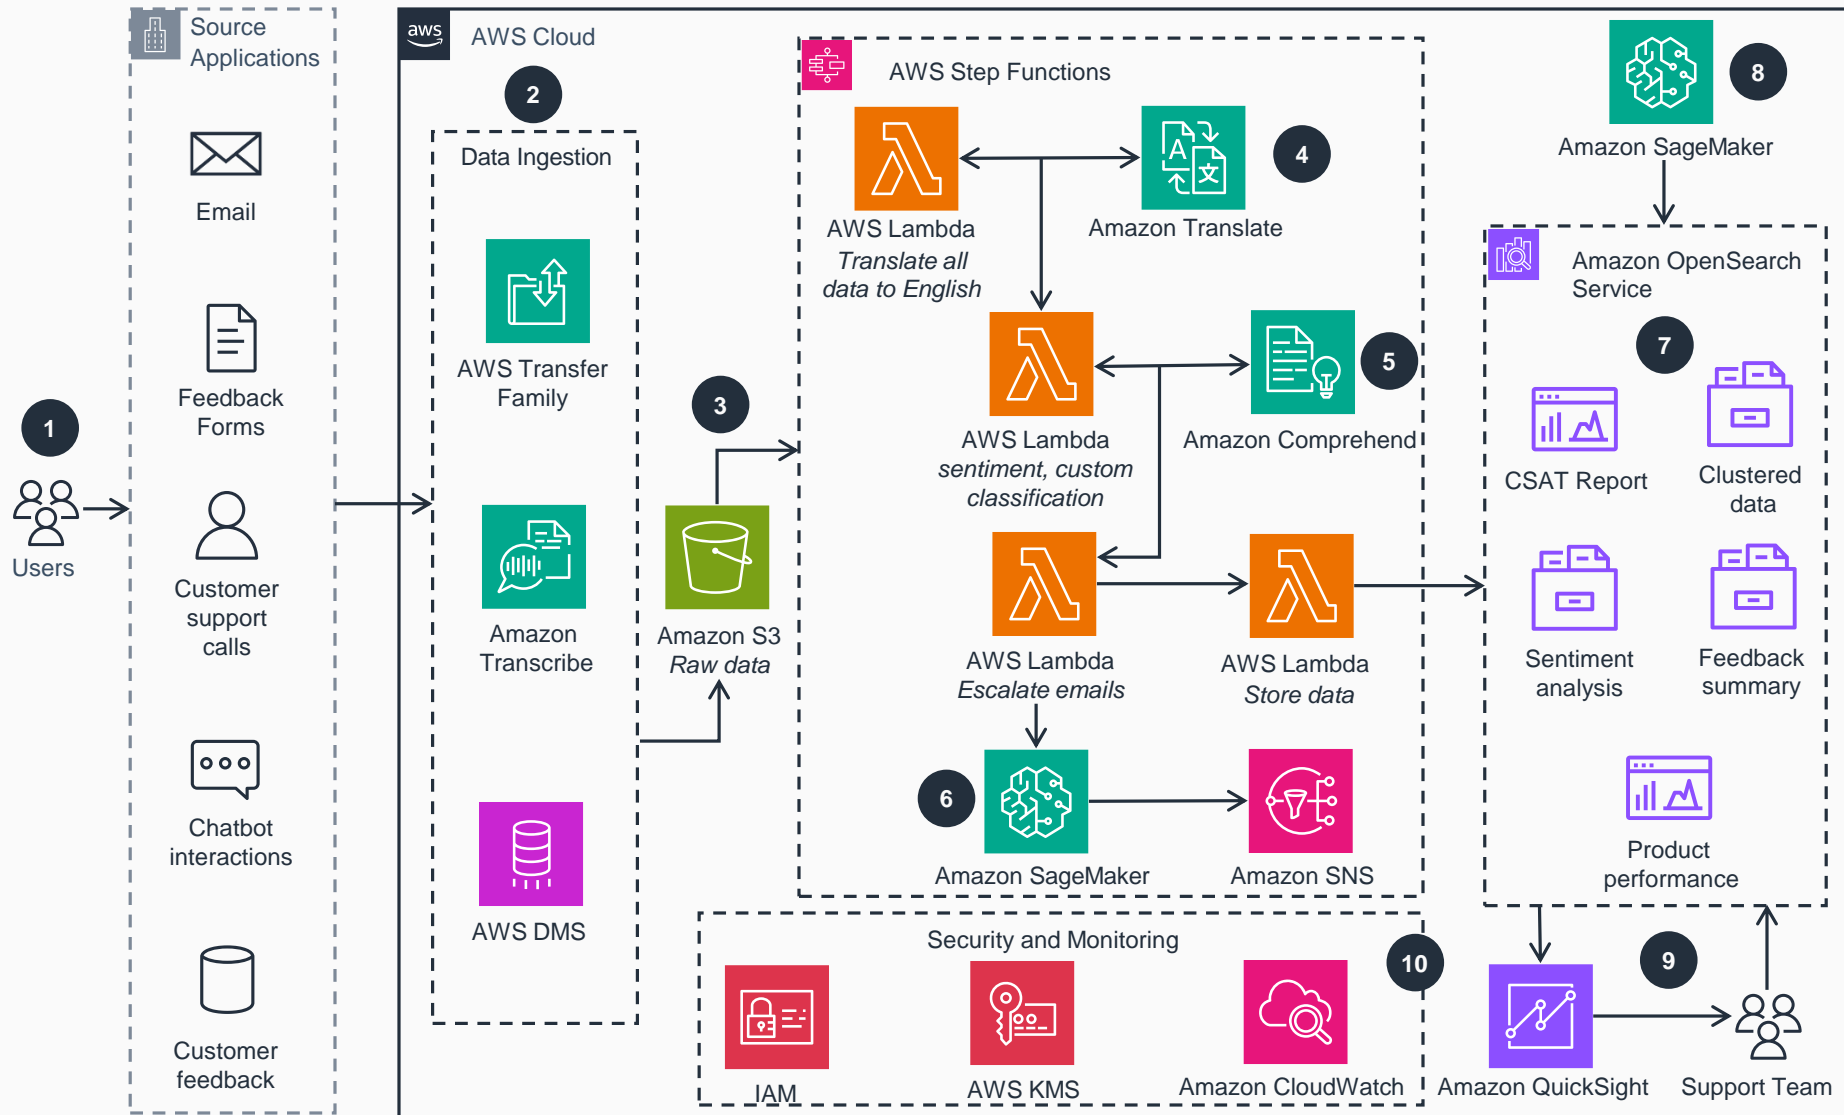 Source
Applications
Email
Feedback
Forms
1
Users
Customer
support
calls
Chatbot
interactions
Customer
feedback
aws
AWS Cloud
2
Data Ingestion
AWS Transfer
Family
Amazon
Transcribe
AWS DMS
3
Amazon S3
Raw data
AWS Step Functions
AWS Lambda
Translate all
data to English
A
文
4
Amazon Translate
AWS Lambda
sentiment, custom
classification
5
Amazon Comprehend
AWS Lambda
Escalate emails
AWS Lambda
Store data
6
Amazon SageMaker
Amazon SNS
Security and Monitoring
10
IAM
AWS KMS
Amazon CloudWatch
8
Amazon SageMaker
Amazon OpenSearch
Service
7
CSAT Report
Clustered
data
Sentiment
analysis
Feedback
summary
Product
performance
9
Amazon QuickSight
Support Team